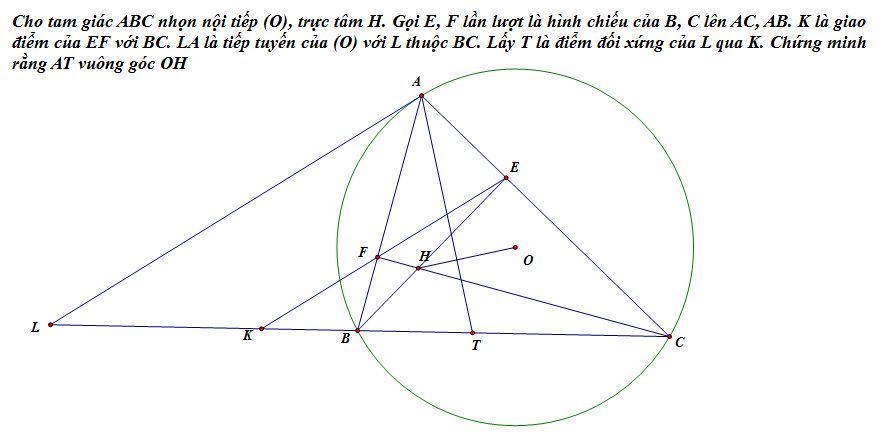 Cho tam giác ABC nhọn nội tiếp (O), trực tâm H. Gọi E, F lần lượt là hình chiếu của B, C lên AC, AB. K là giao
điểm của EF với BC. LA là tiếp tuyến của (O) với L thuộc BC. Lấy T là điểm đối xứng của L qua K. Chứng minh
rằng AT vuông góc OH
A
E
F
H
O
L
K
B
T
C